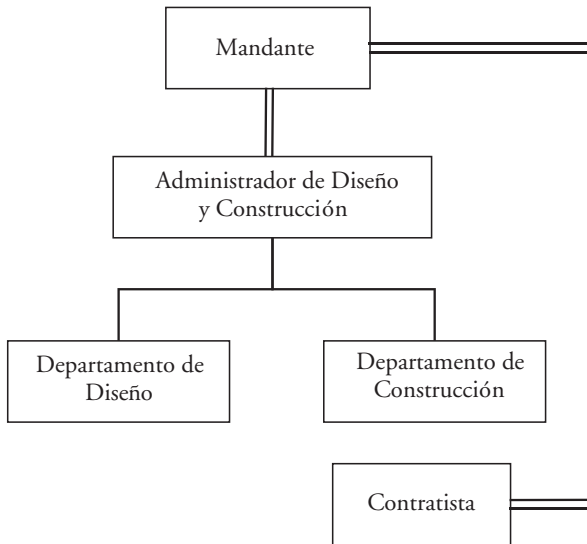 Mandante
Administrador de Diseño
y Construcción
Departamento de
Diseño
Departamento de
Construcción
Contratista